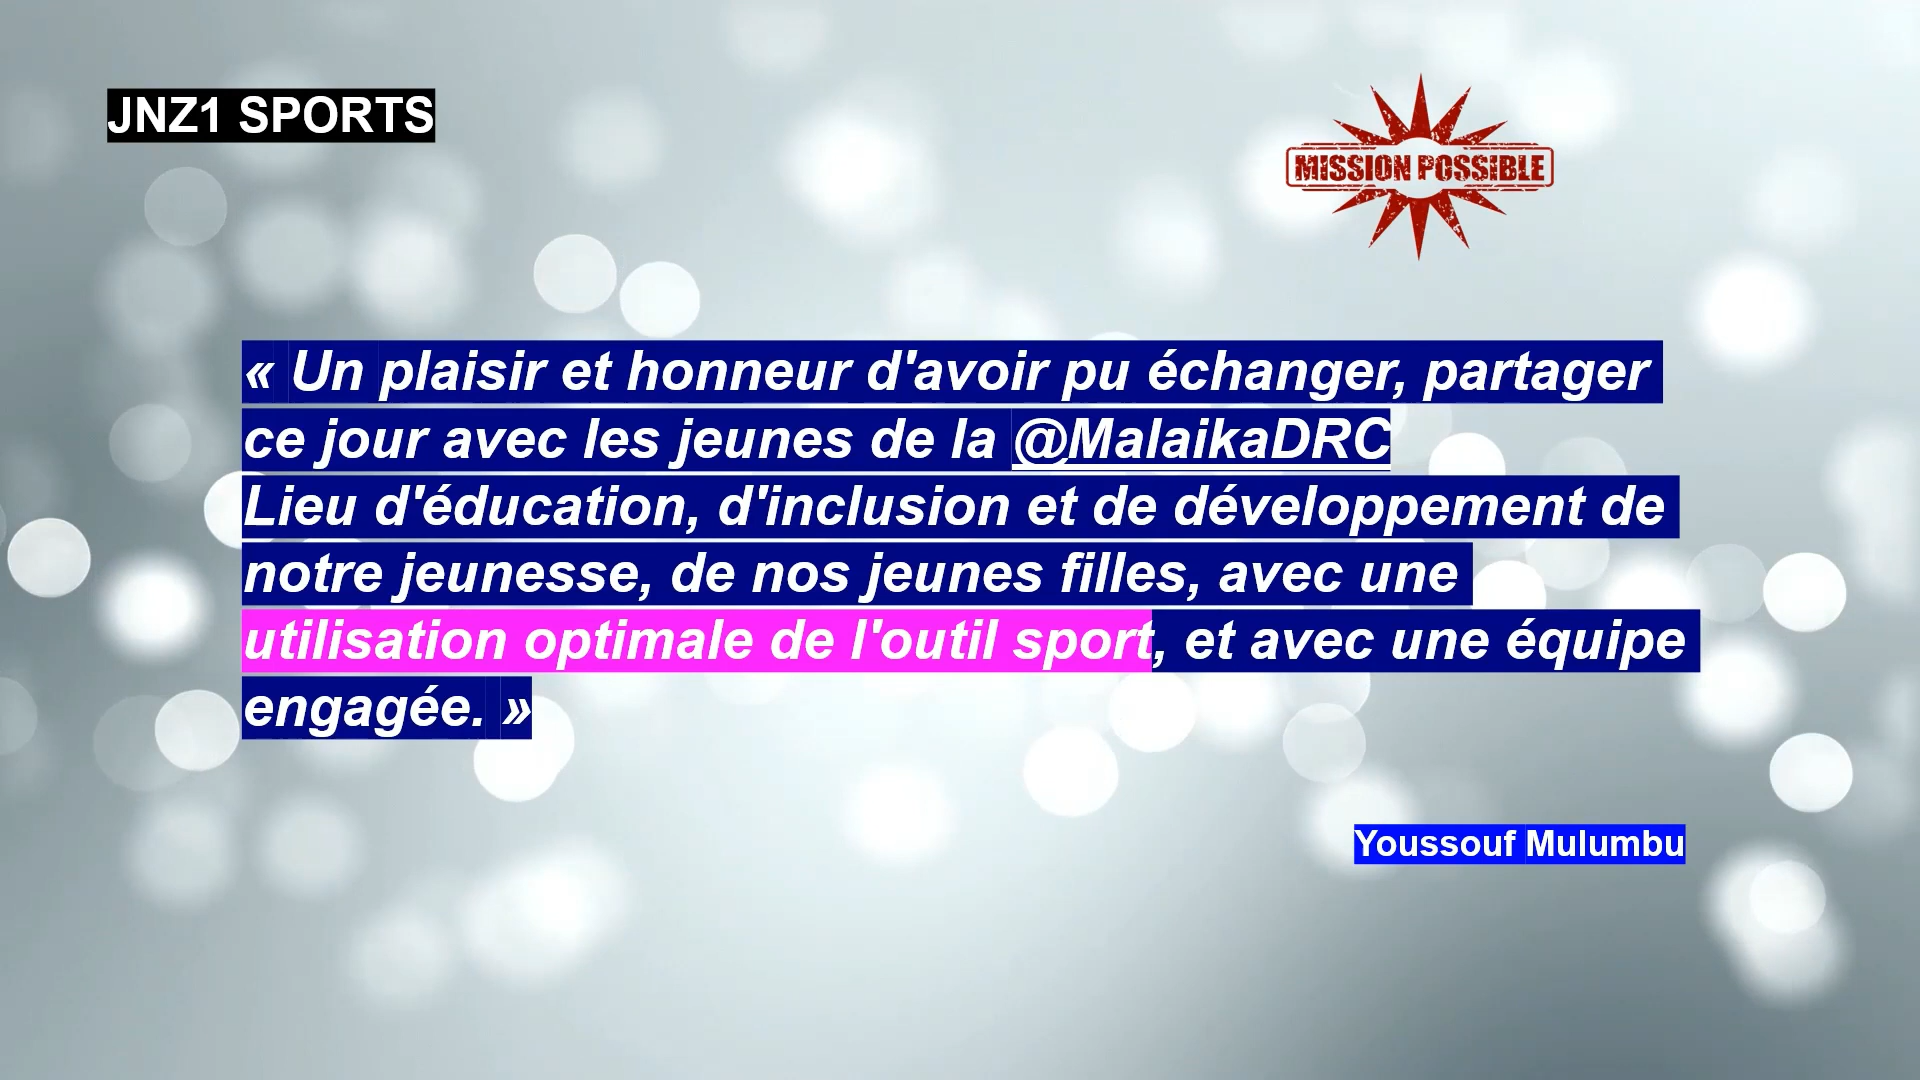 JNZ1 SPORTS
MISSION POSSIBLE
« Un plaisir et honneur d'avoir pu échanger, partager
ce jour avec les jeunes de la @MalaikaDRC
Lieu d'éducation, d'inclusion et de développement de
notre jeunesse, de nos jeunes filles, avec une
utilisation optimale de l'outil sport, et avec une équipe
engagée. »
Youssouf Mulumbu